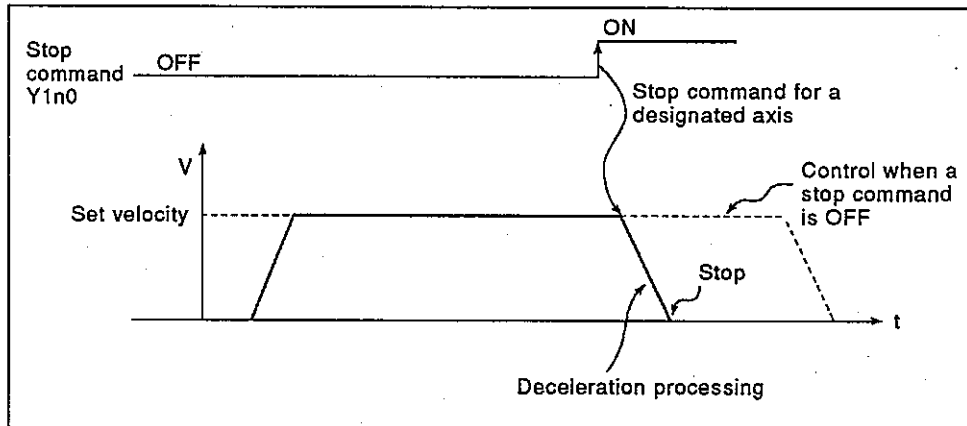 ON
Stop
command
Y1n0
OFF
Stop command for a
designated axis
V
Control when a
stop command
is OFF
Set velocity
Stop
t
Deceleration processing